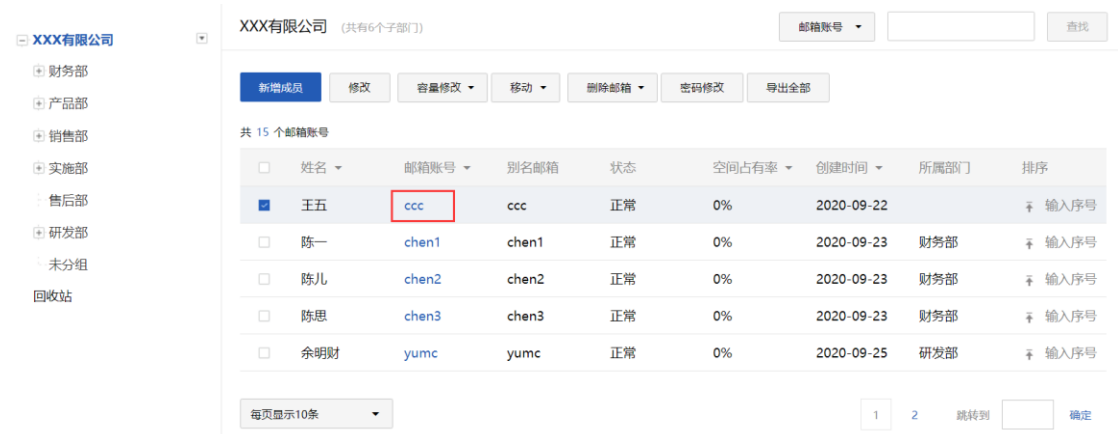 XXX有限公司
财务部
产品部
销售部
实施部
售后部
研发部
未分组
回收站
XXX有限公司 (共有6个子部门) 邮箱账号 查找
新增成员 修改 容量修改 移动 删除邮箱 密码修改 导出全部
共 15 个邮箱账号
姓名 邮箱账号 别名邮箱 状态 空间占有率 创建时间 所属部门 排序
王五 ccc ccc 正常 0% 2020-09-22 输入序号
陈一 chen1 chen1 正常 0% 2020-09-23 财务部 输入序号
陈儿 chen2 chen2 正常 0% 2020-09-23 财务部 输入序号
陈思 chen3 chen3 正常 0% 2020-09-23 财务部 输入序号
余明财 yumc yumc 正常 0% 2020-09-25 研发部 输入序号
每页显示10条 1 2 跳转到 确定